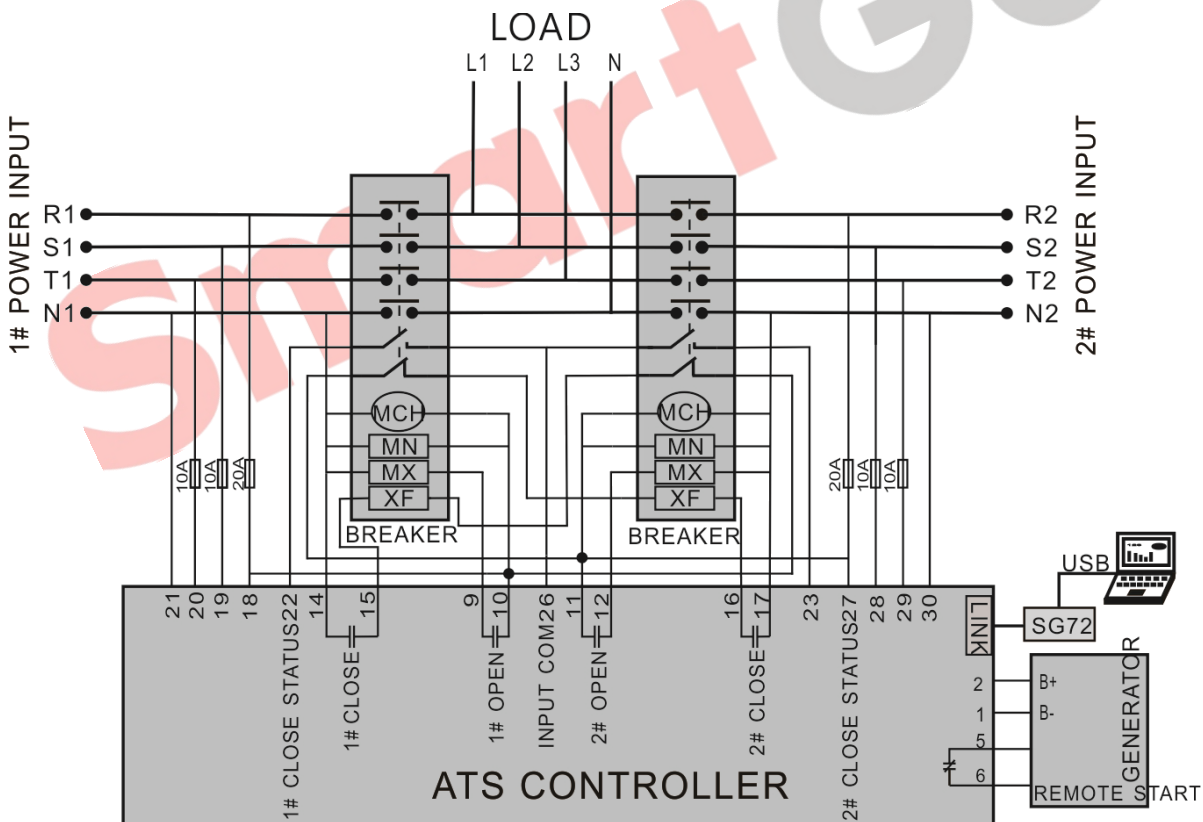 SmartG
LOAD
L1 L2 L3 N
1# POWER INPUT
R1
S1
T1
N1
2# POWER INPUT
R2
S2
T2
N2
MCH
MN
MX
XF
BREAKER
MCH
MN
MX
XF
BREAKER
10A
10A
20A
20A
10A
10A
21
20
19
18
22
14
15
9
10
26
11
12
16
17
23
27
28
29
30
1# CLOSE STATUS
1# CLOSE
1# OPEN
INPUT COM
2# OPEN
2# CLOSE
2# CLOSE STATUS
LINK
USB
SG72
2
1
5
6
B+
B-
GENERATOR
REMOTE START
ATS CONTROLLER